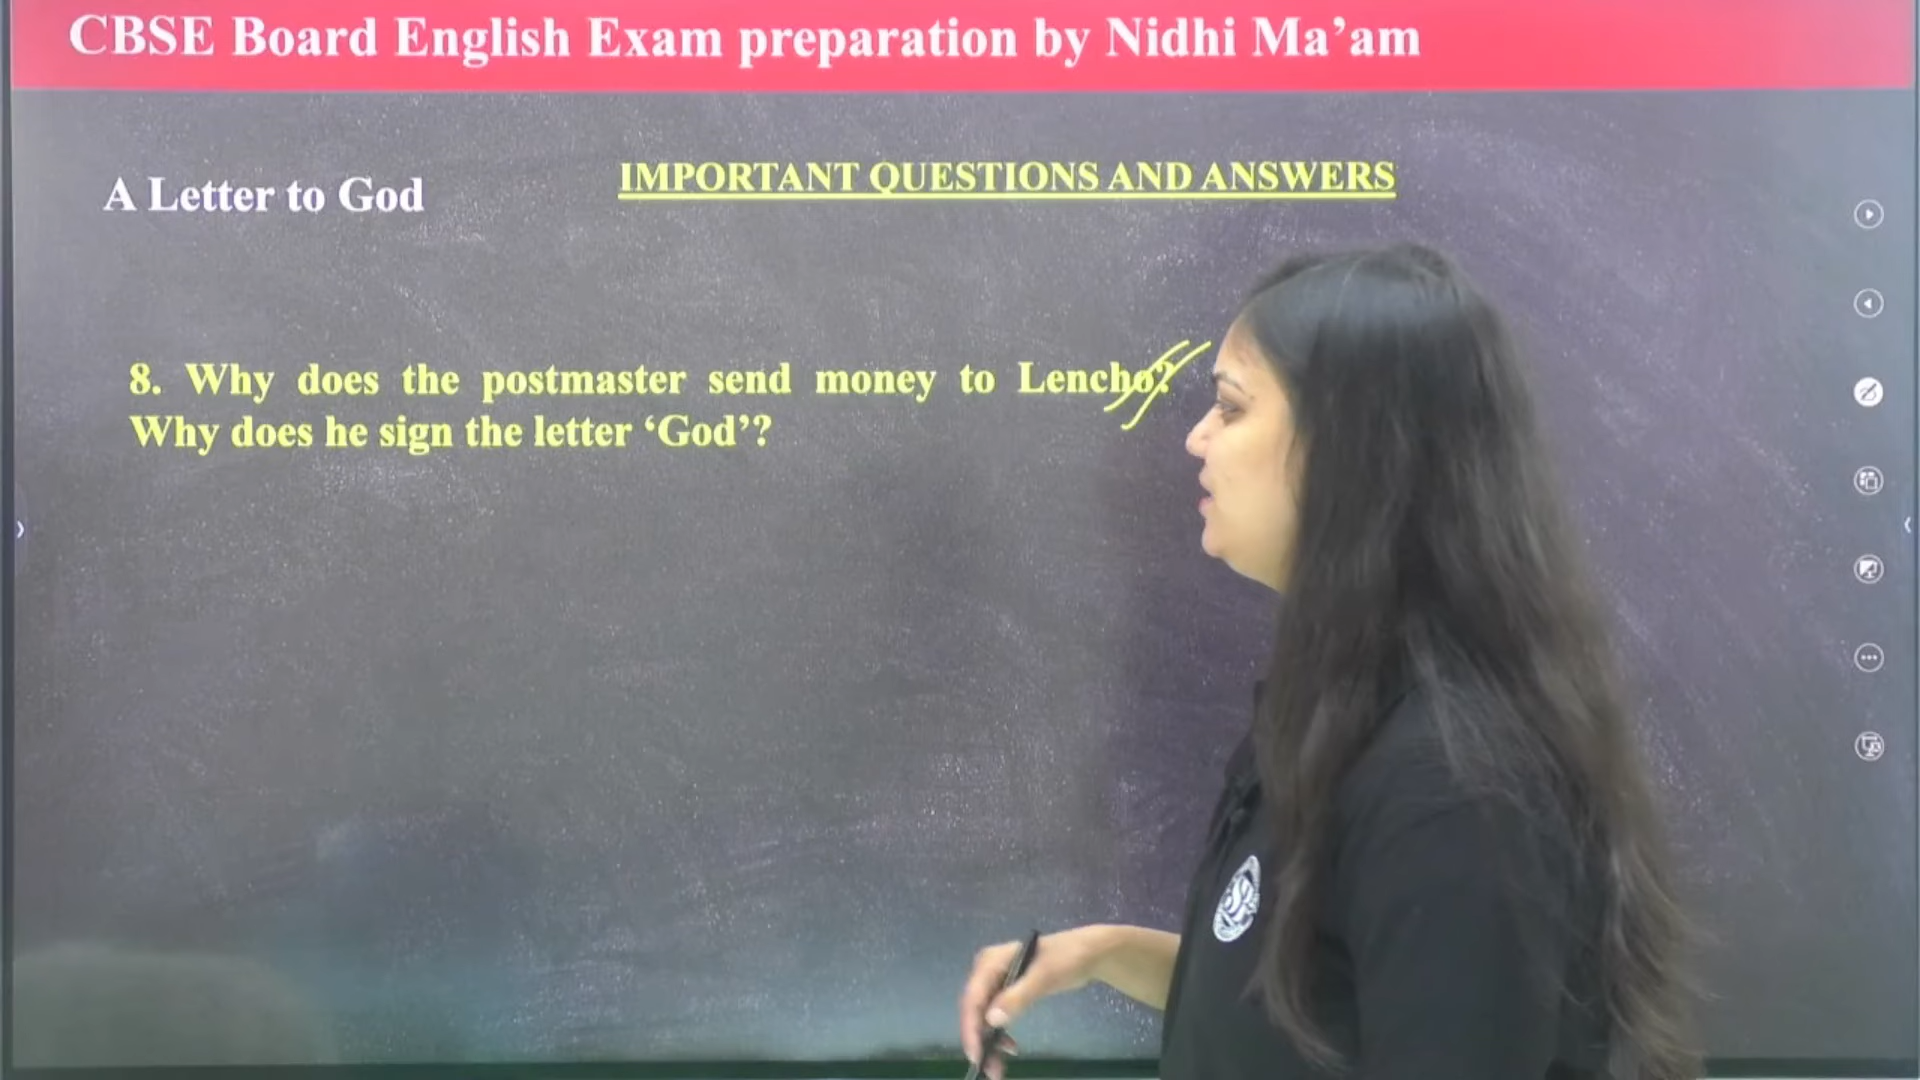 CBSE Board English Exam preparation by Nidhi Ma’am
A Letter to God
IMPORTANT QUESTIONS AND ANSWERS
8. Why does the postmaster send money to Lencho?
Why does he sign the letter ‘God’?